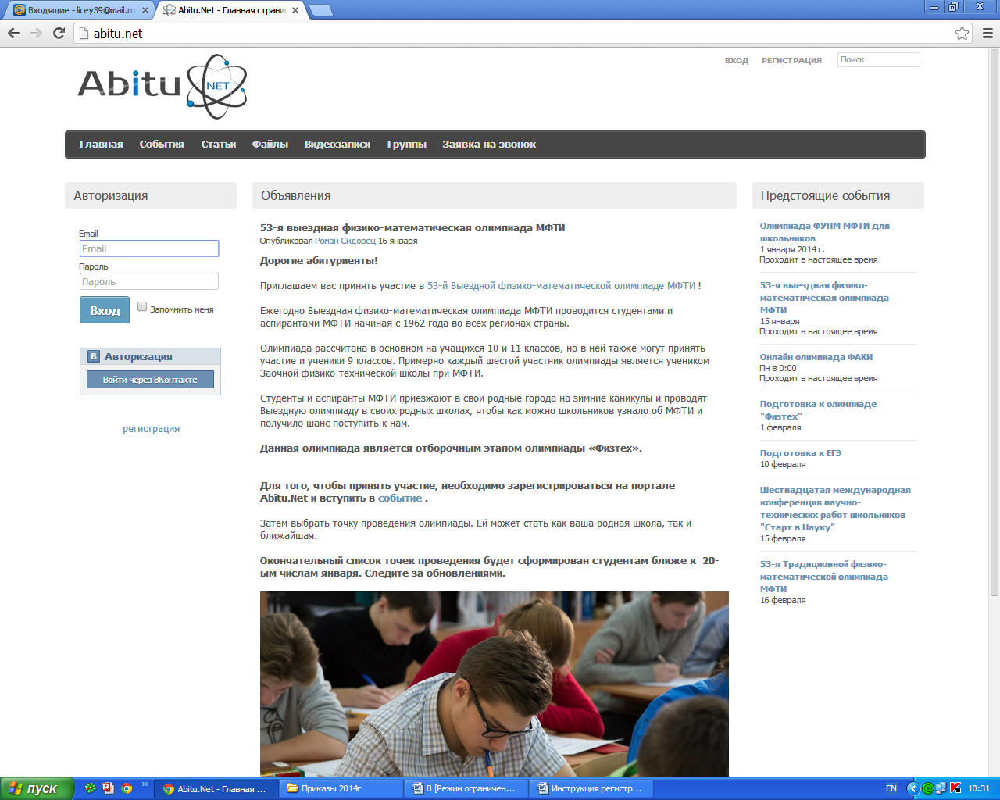 Входящие - licey39@mail.ru
Abitu.Net - Главная страни
abitu.net
Abitu NET
ВХОД РЕГИСТРАЦИЯ Поиск
Главная События Статьи Файлы Видеозаписи Группы Заявка на звонок
Авторизация
Email
Email
Пароль
Пароль
Вход Запомнить меня
В Авторизация
Войти через ВКонтакте
регистрация
Объявления
53-я выездная физико-математическая олимпиада МФТИ
Опубликовал Роман Сидорец 16 января
Дорогие абитуриенты!
Приглашаем вас принять участие в 53-й Выездной физико-математической олимпиаде МФТИ !
Ежегодно Выездная физико-математическая олимпиада МФТИ проводится студентами и
аспирантами МФТИ начиная с 1962 года во всех регионах страны.
Олимпиада рассчитана в основном на учащихся 10 и 11 классов, но в ней также могут принять
участие и ученики 9 классов. Примерно каждый шестой участник олимпиады является учеником
Заочной физико-технической школы при МФТИ.
Студенты и аспиранты МФТИ приезжают в свои родные города на зимние каникулы и проводят
Выездную олимпиаду в своих родных школах, чтобы как можно школьников узнало об МФТИ и
получило шанс поступить к нам.
Данная олимпиада является отборочным этапом олимпиады «Физтех».
Для того, чтобы принять участие, необходимо зарегистрироваться на портале
Abitu.Net и вступить в событие .
Затем выбрать точку проведения олимпиады. Ей может стать как ваша родная школа, так и
ближайшая.
Окончательный список точек проведения будет сформирован студентам ближе к 20-
ым числам января. Следите за обновлениями.
Предстоящие события
Олимпиада ФУПМ МФТИ для
школьников
1 января 2014 г.
Проходит в настоящее время
53-я выездная физико-
математическая олимпиада
МФТИ
15 января
Проходит в настоящее время
Онлайн олимпиада ФАКИ
Пн в 0:00
Проходит в настоящее время
Подготовка к олимпиаде
"Физтех"
1 февраля
Подготовка к ЕГЭ
10 февраля
Шестнадцатая международная
конференция научно-
технических работ школьников
"Старт в Науку"
15 февраля
53-я Традиционной физико-
математической олимпиада
МФТИ
16 февраля
пуск
Abitu.Net - Главная ...
Приказы 2014г
В [Режим ограничен...
Инструкция регистр...
EN
10:31